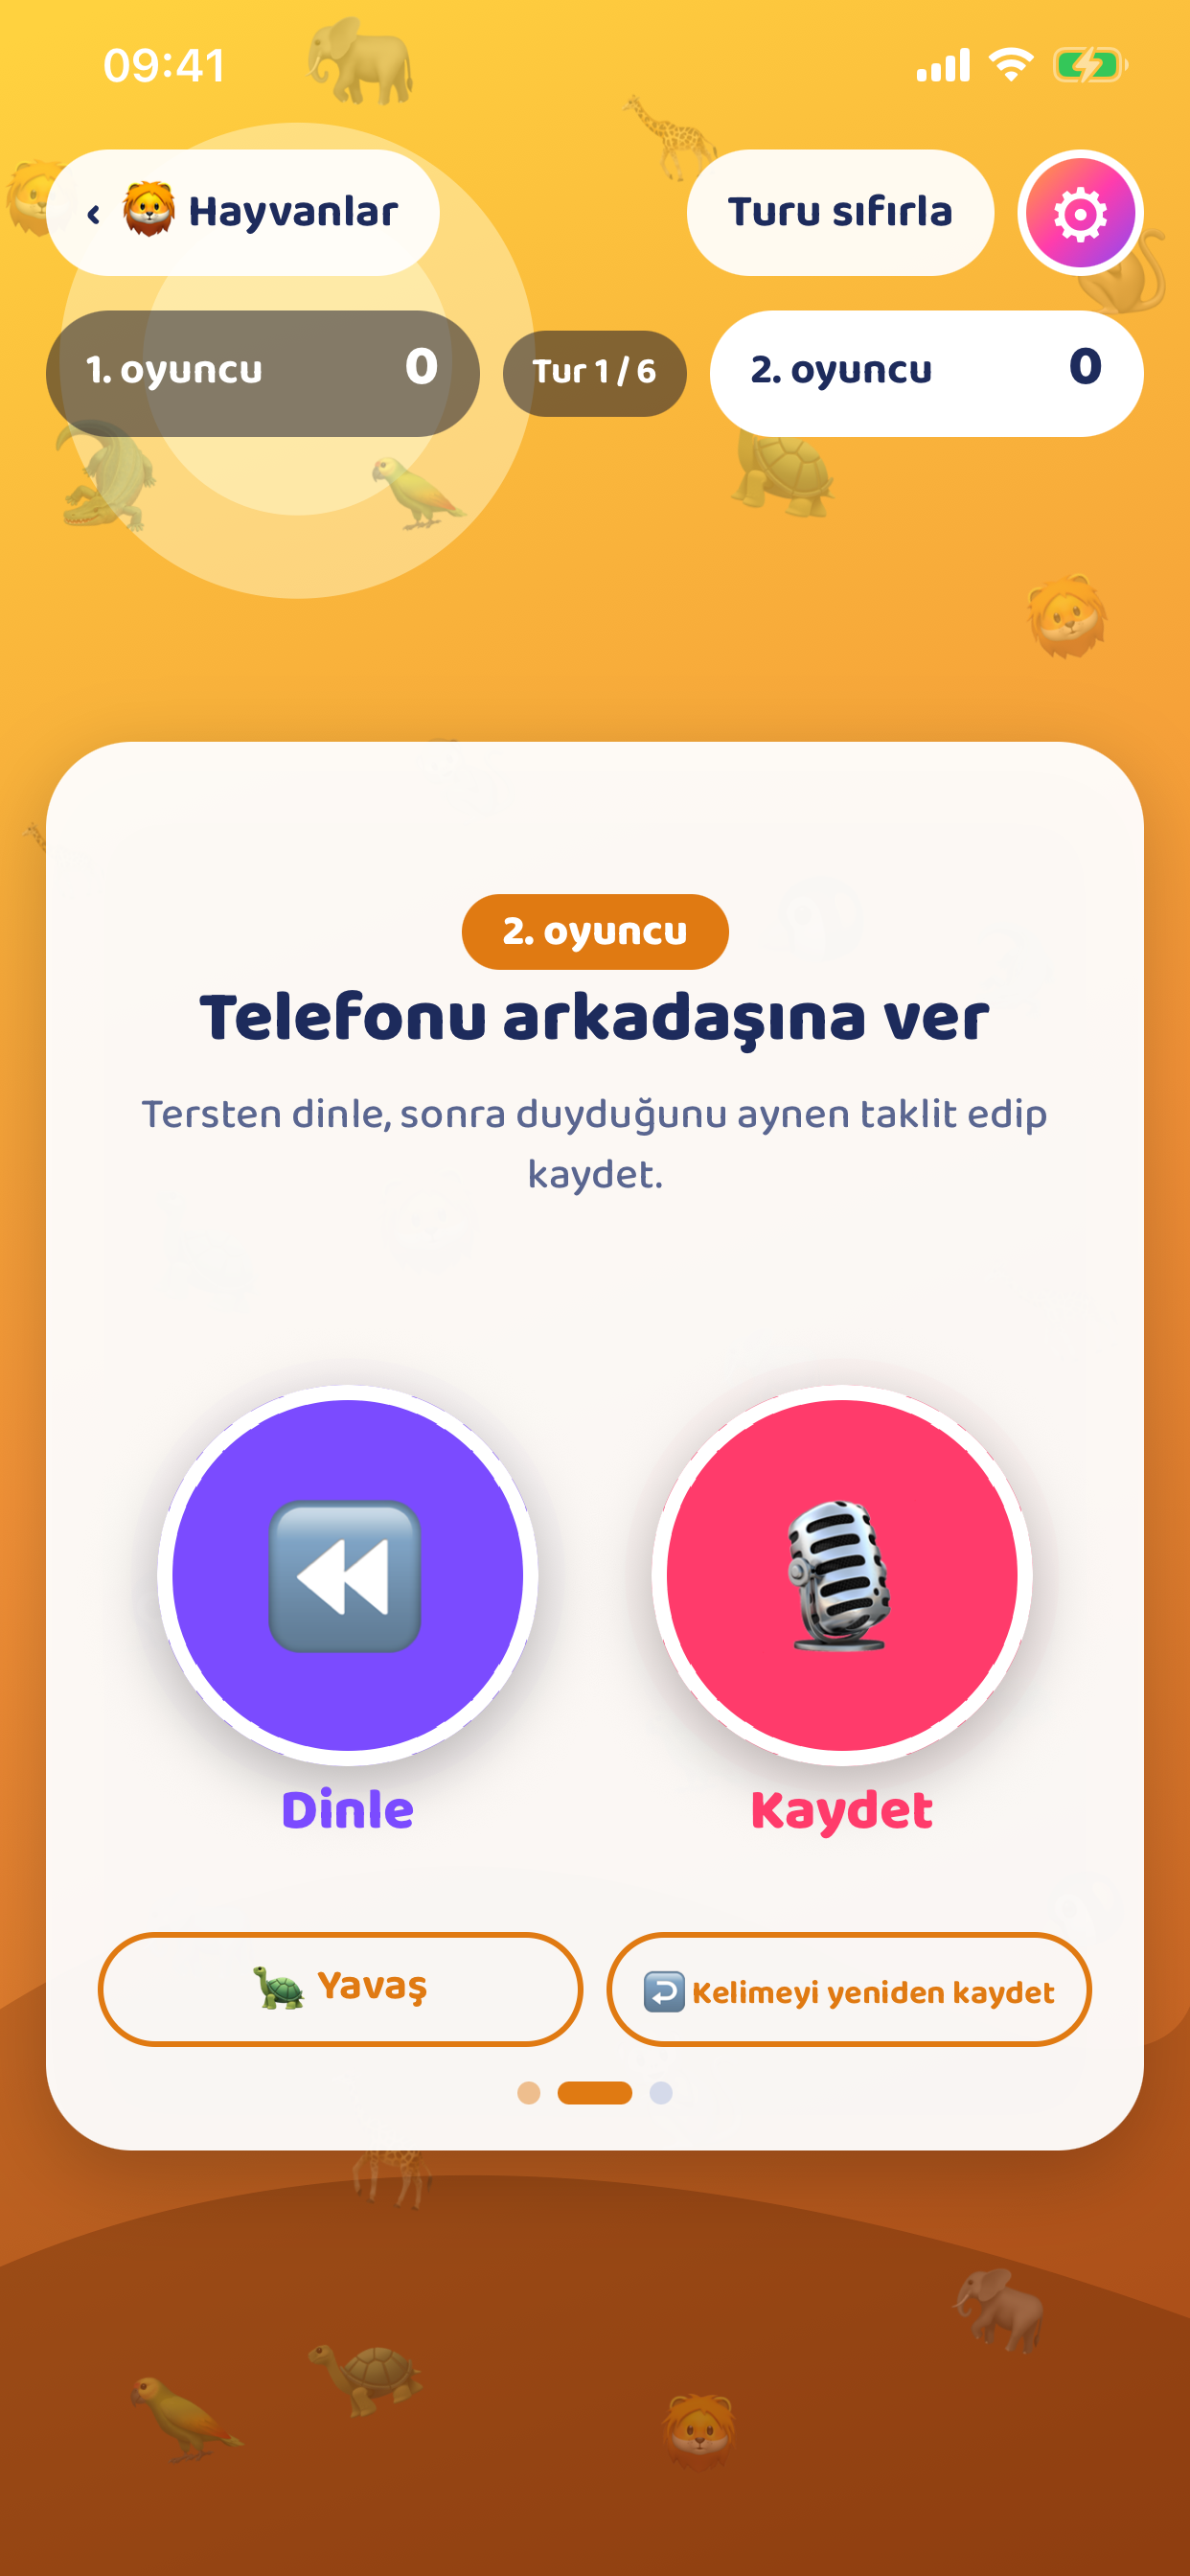 09:41
‹ Hayvanlar
Turu sıfırla
1. oyuncu 0
Tur 1 / 6
2. oyuncu 0
2. oyuncu
Telefonu arkadaşına ver
Tersten dinle, sonra duyduğunu aynen taklit edip
kaydet.
Dinle
Kaydet
Yavaş
Kelimeyi yeniden kaydet